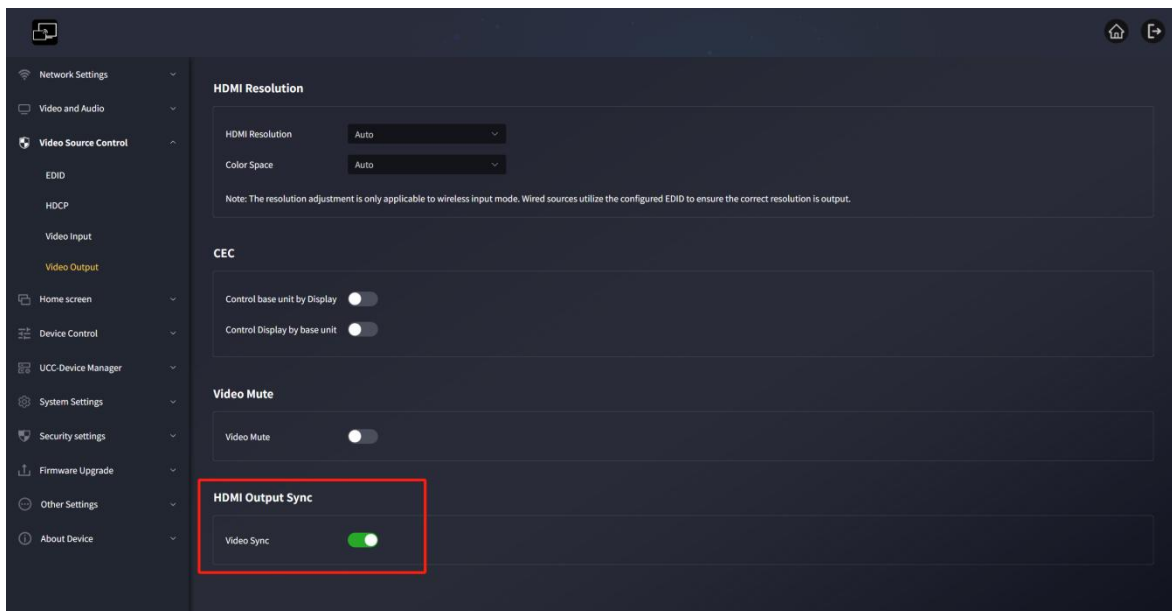 Network Settings
Video and Audio
Video Source Control
EDID
HDCP
Video Input
Video Output
Home screen
Device Control
UCC-Device Manager
System Settings
Security settings
Firmware Upgrade
Other Settings
About Device
HDMI Resolution
HDMI Resolution Auto
Color Space Auto
Note: The resolution adjustment is only applicable to wireless input mode. Wired sources utilize the configured EDID to ensure the correct resolution is output.
CEC
Control base unit by Display
Control Display by base unit
Video Mute
Video Mute
HDMI Output Sync
Video Sync